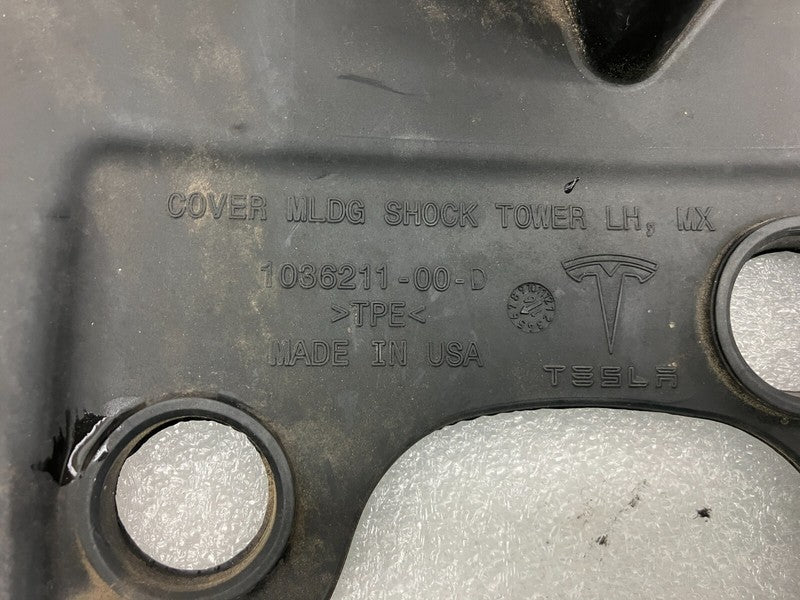 COVER MLDG SHOCK TOWER LH, MX
1036211-00-D
>TPE<
MADE IN USA
TESLA